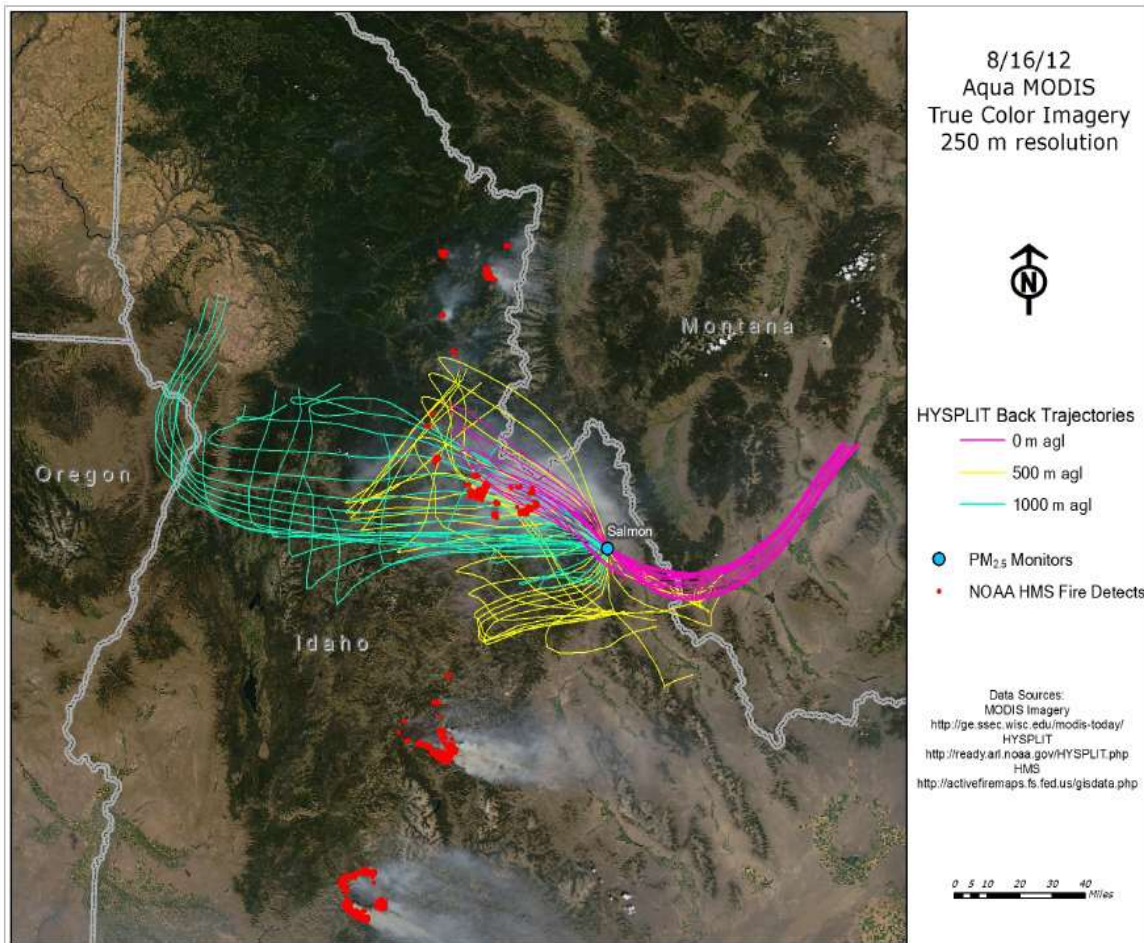 8/16/12
Aqua MODIS
True Color Imagery
250 m resolution
N
Montana
Oregon
Idaho
Salmon
HYSPLIT Back Trajectories
0 m agl
500 m agl
1000 m agl
PM2.5 Monitors
NOAA HMS Fire Detects
Data Sources:
MODIS Imagery
http://ge.ssec.wisc.edu/modis-today/
HYSPLIT
http://ready.arl.noaa.gov/HYSPLIT.php
HMS
http://activefiremaps.fs.fed.us/gisdata.php
0 5 10 20 30 40
Miles